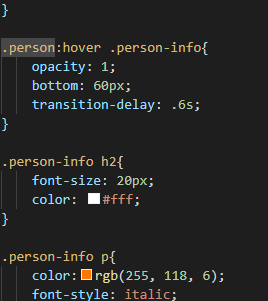 }
.person:hover .person-info{
opacity: 1;
bottom: 60px;
transition-delay: .6s;
}
.person-info h2{
font-size: 20px;
color: #fff;
}
.person-info p{
color:rgb(255, 118, 6);
font-style: italic;